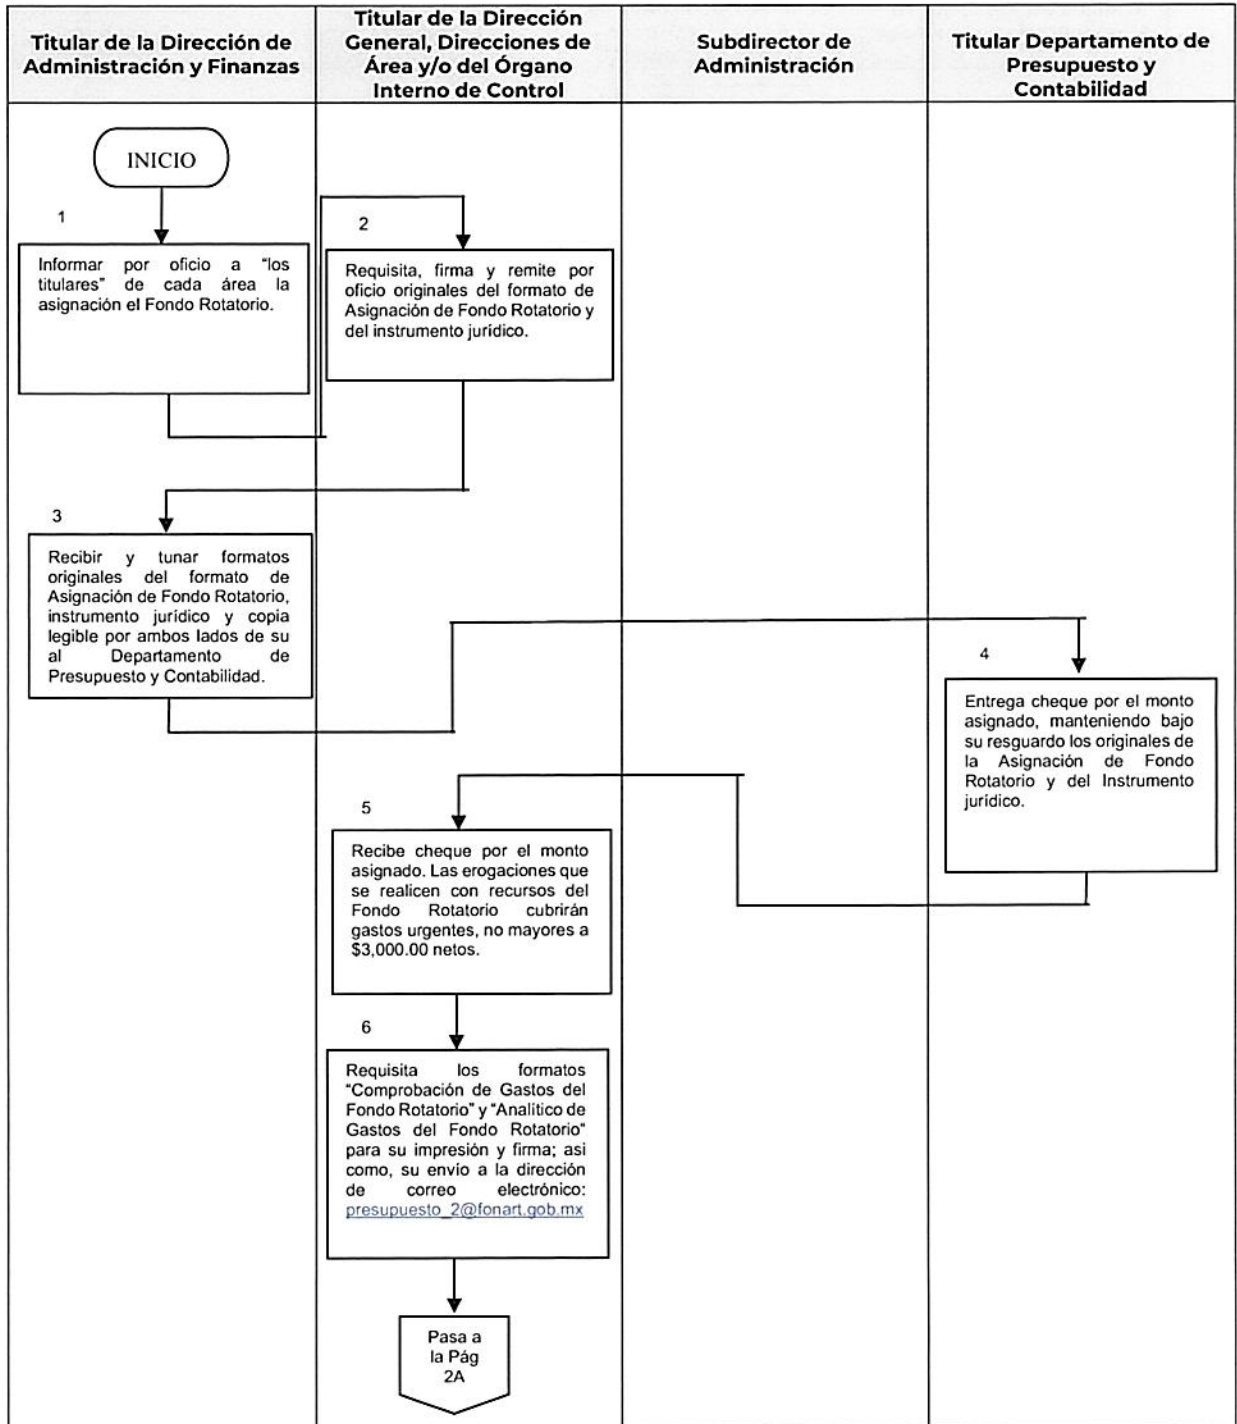 Titular de la Dirección de
Administración y Finanzas
Titular de la Dirección
General, Direcciones de
Área y/o del Órgano
Interno de Control
Subdirector de
Administración
Titular Departamento de
Presupuesto y
Contabilidad
INICIO
1
Informar por oficio a "los
titulares" de cada área la
asignación el Fondo Rotatorio.
2
Requisita, firma y remite por
oficio originales del formato de
Asignación de Fondo Rotatorio y
del instrumento jurídico.
3
Recibir y tunar formatos
originales del formato de
Asignación de Fondo Rotatorio,
instrumento jurídico y copia
legible por ambos lados de su
al Departamento de
Presupuesto y Contabilidad.
4
Entrega cheque por el monto
asignado, manteniendo bajo
su resguardo los originales de
la Asignación de Fondo
Rotatorio y del Instrumento
jurídico.
5
Recibe cheque por el monto
asignado. Las erogaciones que
se realicen con recursos del
Fondo Rotatorio cubrirán
gastos urgentes, no mayores a
$3,000.00 netos.
6
Requisita los formatos
"Comprobación de Gastos del
Fondo Rotatorio" y "Analítico de
Gastos del Fondo Rotatorio"
para su impresión y firma; asi
como, su envío a la dirección
de correo electrónico:
presupuesto_2@fonart.gob.mx
Pasa a
la Pág
2A